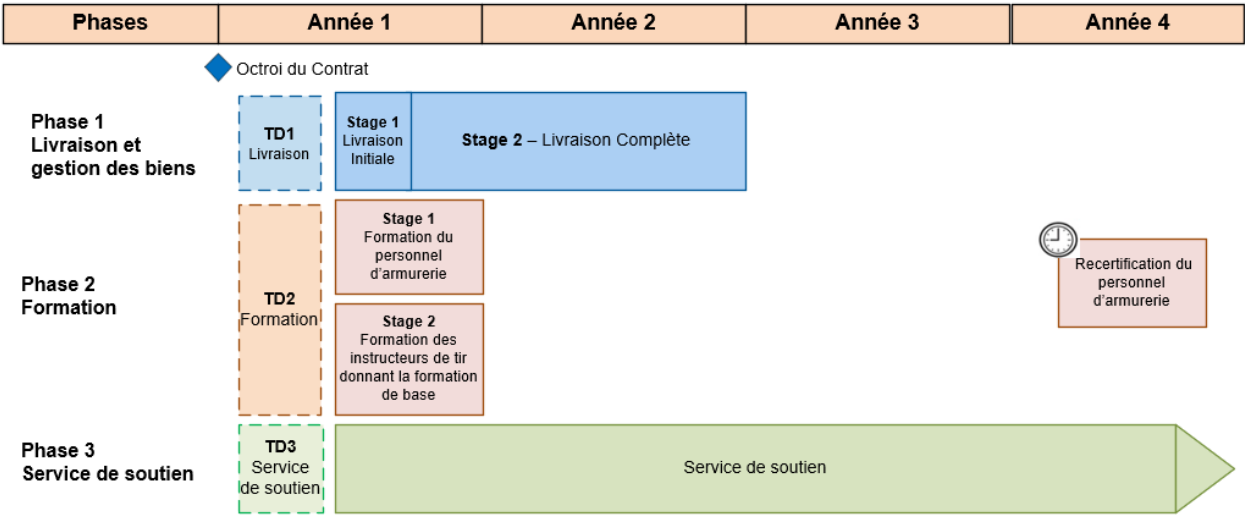 Phases
Année 1
Année 2
Année 3
Année 4
Octroi du Contrat
Phase 1
Livraison et
gestion des biens
TD1
Livraison
Stage 1
Livraison
Initiale
Stage 2 – Livraison Complète
Phase 2
Formation
TD2
Formation
Stage 1
Formation du
personnel
d'armurerie
Stage 2
Formation des
instructeurs de tir
donnant la formation
de base
Recertification du
personnel
d'armurerie
Phase 3
Service de soutien
TD3
Service
de soutien
Service de soutien